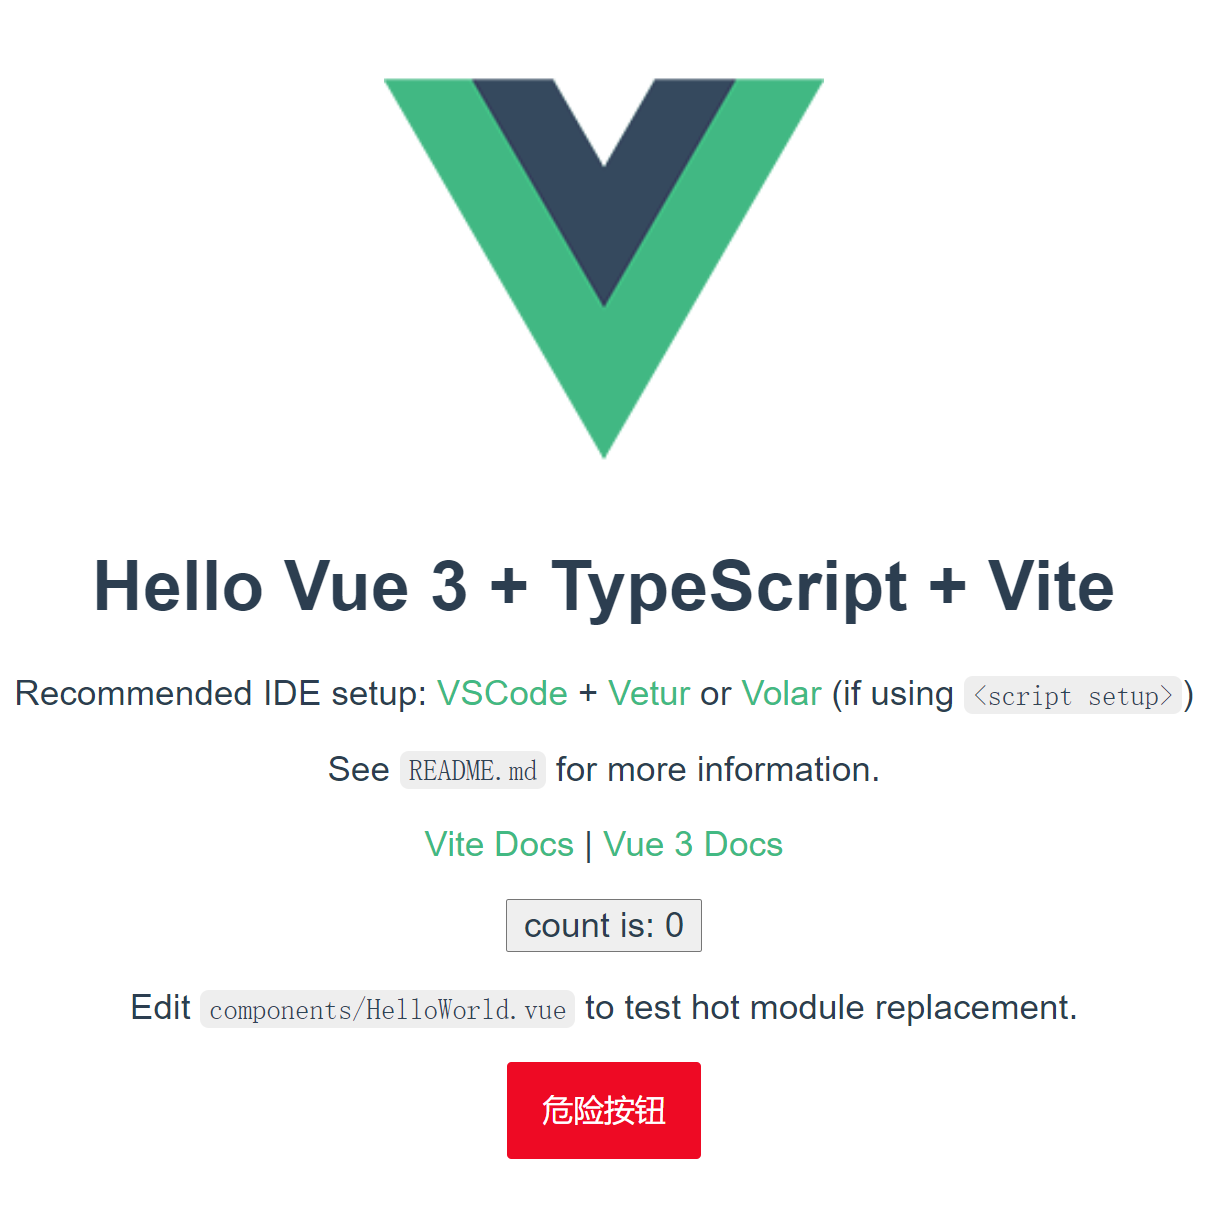 Hello Vue 3 + TypeScript + Vite
Recommended IDE setup: VSCode + Vetur or Volar (if using <script setup>)
See README.md for more information.
Vite Docs | Vue 3 Docs
count is: 0
Edit components/HelloWorld.vue to test hot module replacement.
危险按钮